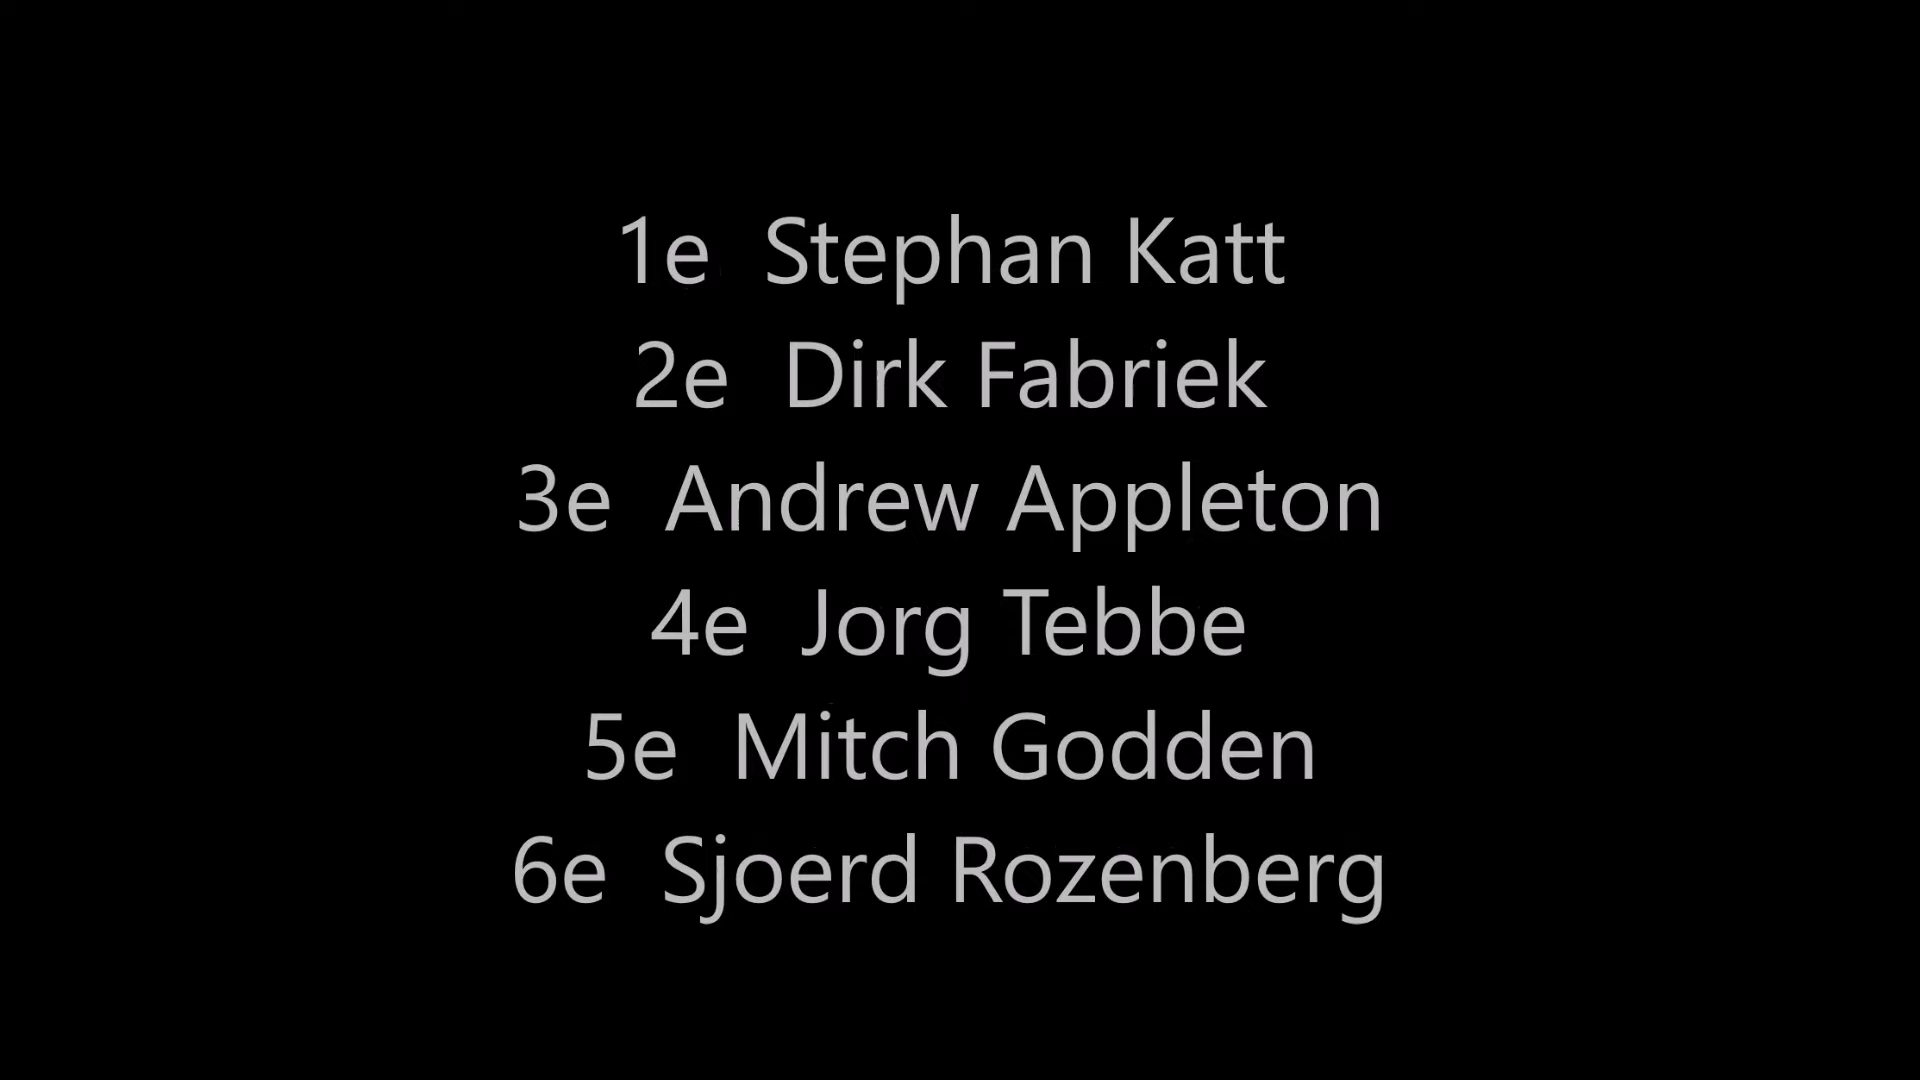 1e  Stephan Katt
2e  Dirk Fabriek
3e  Andrew Appleton
4e  Jorg Tebbe
5e  Mitch Godden
6e  Sjoerd Rozenberg